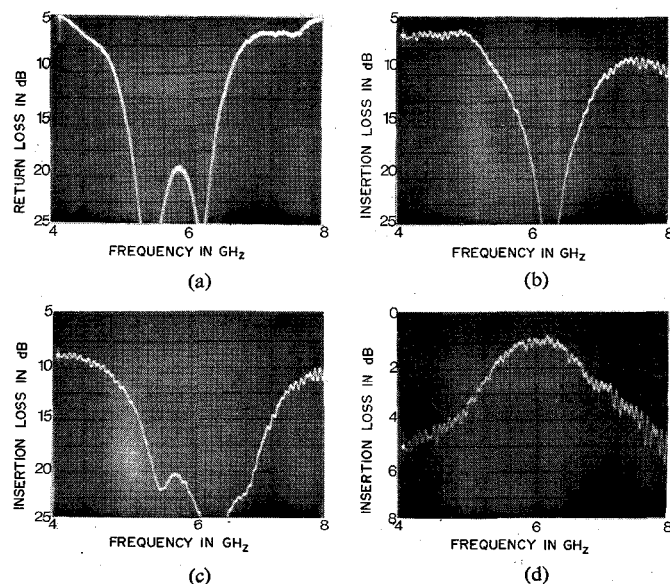 RETURN LOSS IN dB
5
10
15
20
25
4
6
8
FREQUENCY IN GHz
(a)
INSERTION LOSS IN dB
5
10
15
20
25
4
6
8
FREQUENCY IN GHz
(b)
INSERTION LOSS IN dB
5
10
15
20
25
4
6
8
FREQUENCY IN GHz
(c)
INSERTION LOSS IN dB
0
2
4
6
8
4
6
8
FREQUENCY IN GHz
(d)